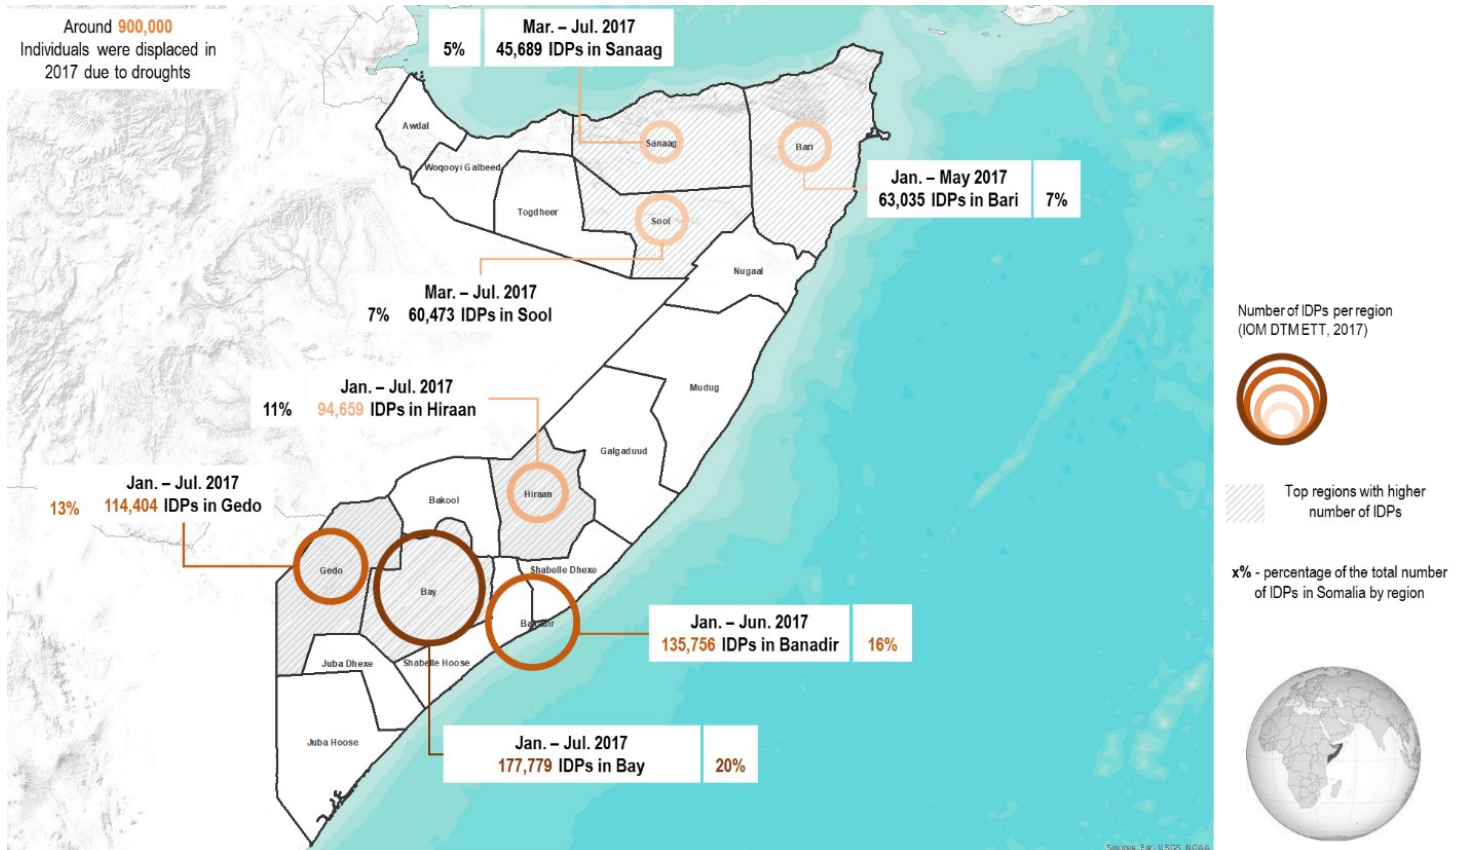 Around 900,000
Individuals were displaced in
2017 due to droughts
5%
Mar. – Jul. 2017
45,689 IDPs in Sanaag
Awdal
Woqooyi Galbeed
Togdheer
Sanaag
Bari
Sool
Nugaal
Jan. – May 2017
63,035 IDPs in Bari
7%
Mar. – Jul. 2017
7%
60,473 IDPs in Sool
Mudug
Galgaduud
Jan. – Jul. 2017
11%
94,659 IDPs in Hiraan
Hiraan
Bakool
Jan. – Jul. 2017
13%
114,404 IDPs in Gedo
Gedo
Bay
Shabelle Dhexe
Banadir
Juba Dhexe
Shabelle Hoose
Juba Hoose
Jan. – Jun. 2017
135,756 IDPs in Banadir
16%
Jan. – Jul. 2017
177,779 IDPs in Bay
20%
Number of IDPs per region
(IOM DTM ETT, 2017)
Top regions with higher
number of IDPs
x% - percentage of the total number
of IDPs in Somalia by region
Sources: Esri, USGS, NOAA